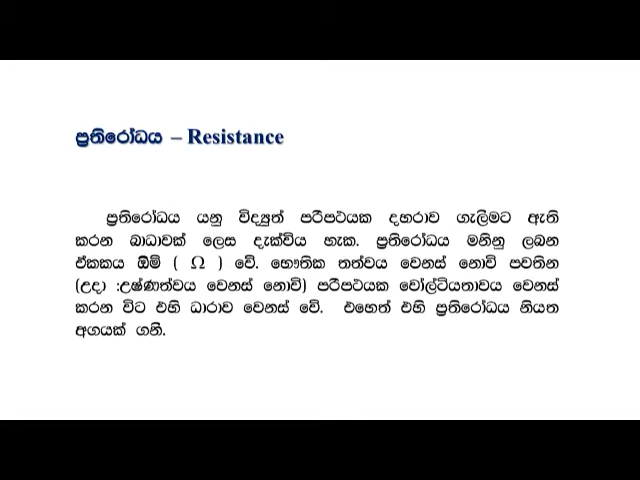 ප්‍රතිරෝධය – Resistance
ප්‍රතිරෝධය යනු විද්‍යුත් පරිපථයක දහරාව ගැලීමට ඇති
කරන බාධාවක් ලෙස දැක්විය හැක. ප්‍රතිරෝධය මනිනු ලබන
ඒකකය ඕම් ( Ω ) වේ. භෞතික තත්වය වෙනස් නොවී පවතින
(උදා :උෂ්ණත්වය වෙනස් නොවී) පරිපථයක වෝල්ටීයතාවය වෙනස්
කරන විට එහි ධාරාව වෙනස් වේ. එහෙත් එහි ප්‍රතිරෝධය නියත
අගයක් ගනී.